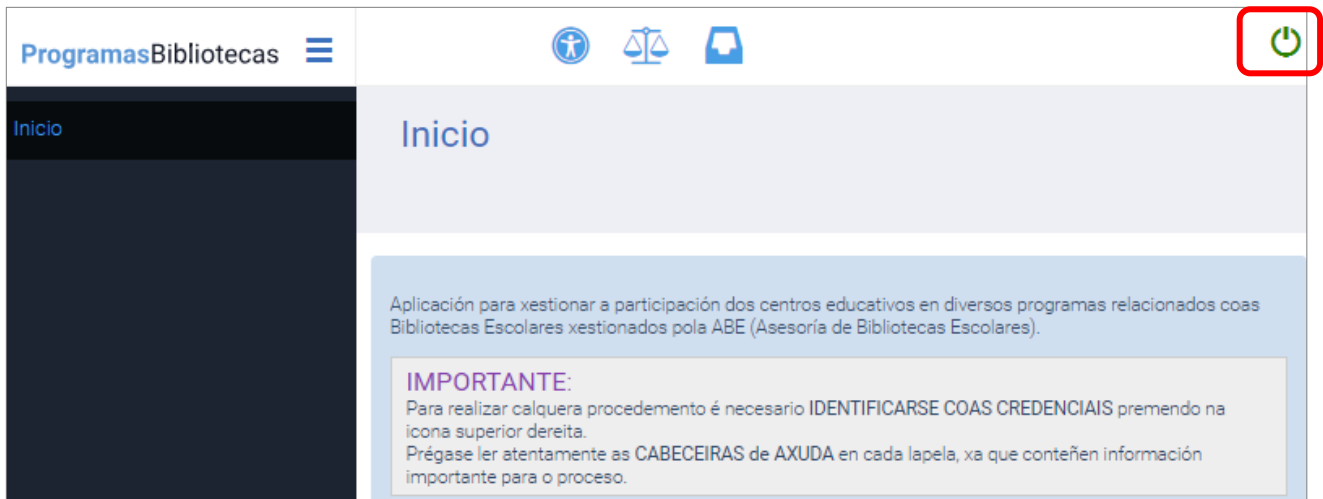 ProgramasBibliotecas
Inicio
Inicio
Aplicación para xestionar a participación dos centros educativos en diversos programas relacionados coas
Bibliotecas Escolares xestionados pola ABE (Asesoría de Bibliotecas Escolares).
IMPORTANTE:
Para realizar calquera procedemento é necesario IDENTIFICARSE COAS CREDENCIAIS premendo na
icona superior dereita.
Prégase ler atentamente as CABECEIRAS de AXUDA en cada lapela, xa que conteñen información
importante para o proceso.